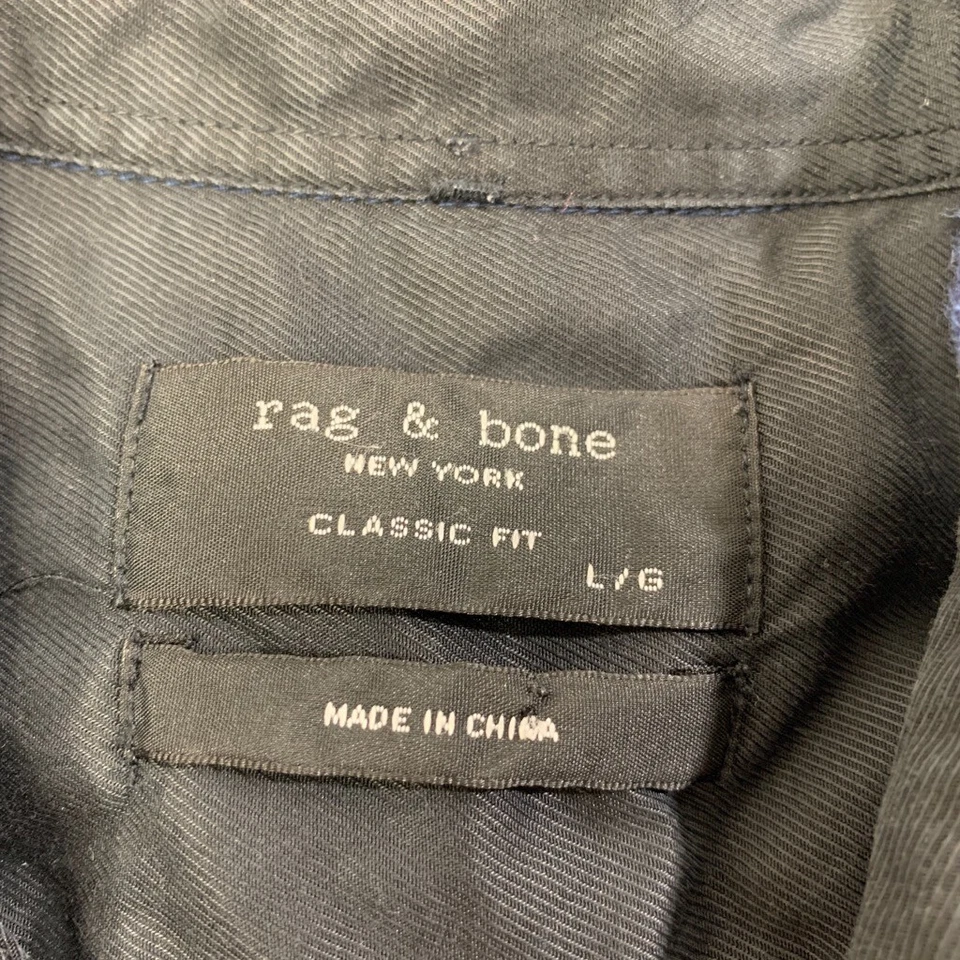 rag & bone
NEW YORK
CLASSIC FIT
L/G
MADE IN CHINA